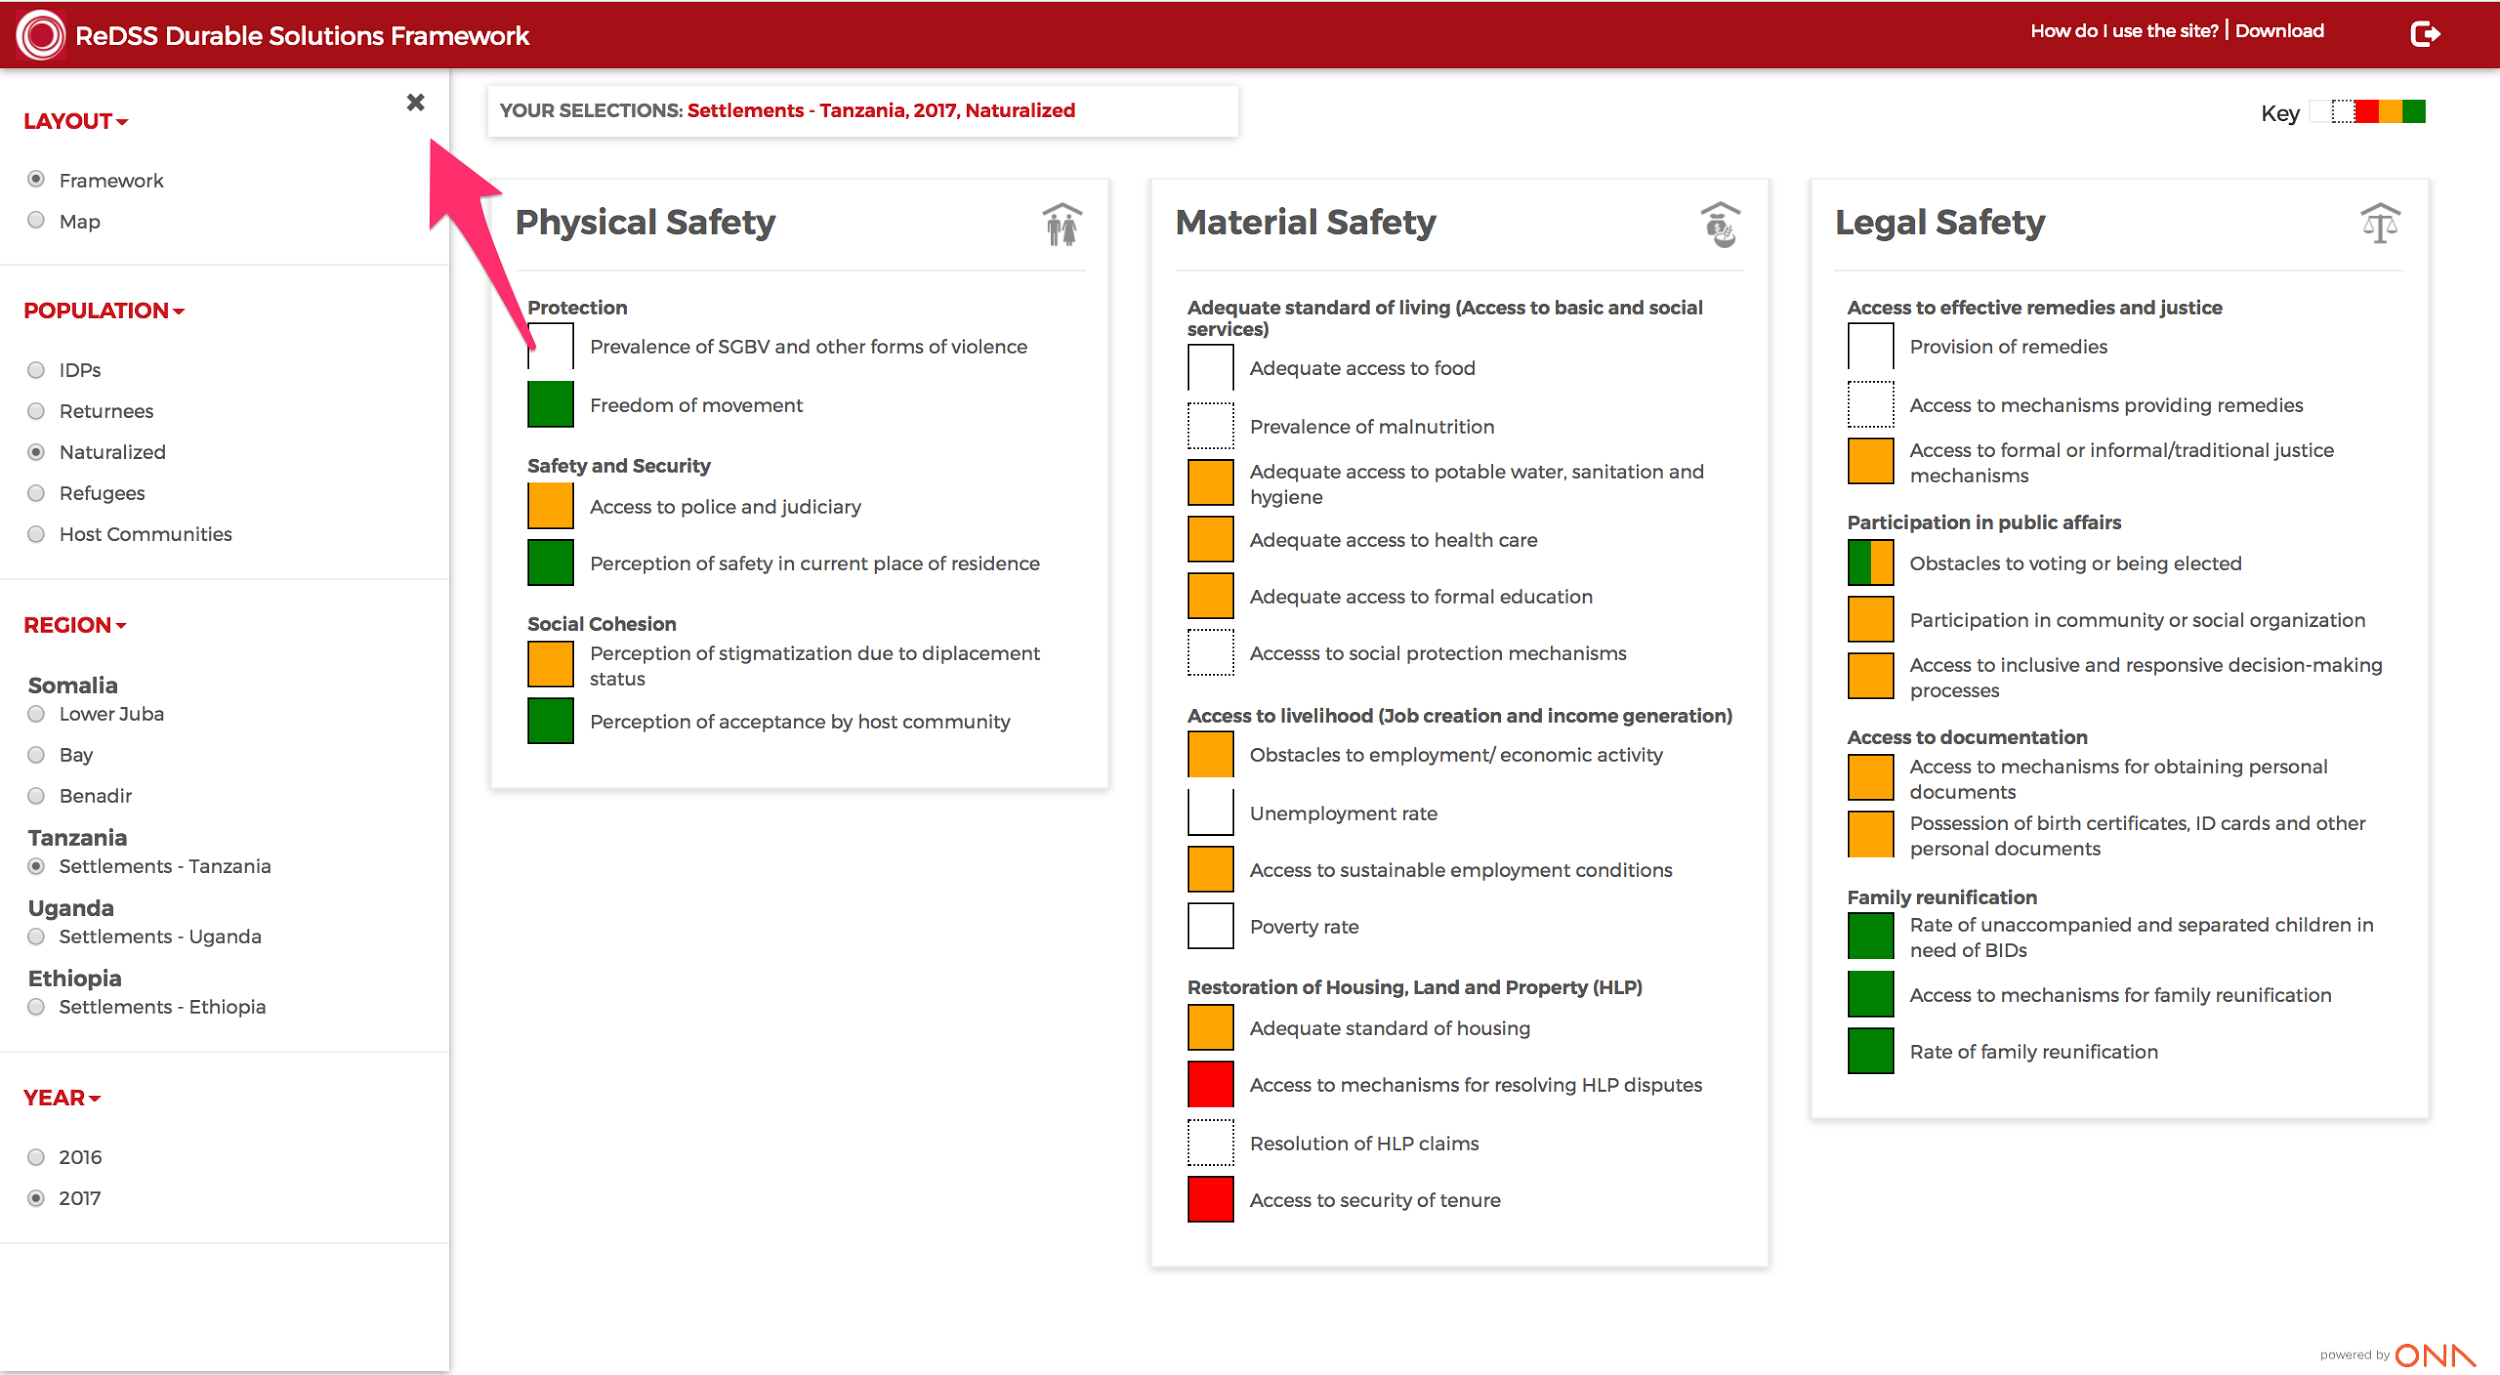 ReDSS Durable Solutions Framework
How do I use the site? | Download
LAYOUT
Framework
Map
POPULATION
IDPs
Returnees
Naturalized
Refugees
Host Communities
REGION
Somalia
Lower Juba
Bay
Benadir
Tanzania
Settlements - Tanzania
Uganda
Settlements - Uganda
Ethiopia
Settlements - Ethiopia
YEAR
2016
2017
YOUR SELECTIONS: Settlements - Tanzania, 2017, Naturalized
Key
Physical Safety
Protection
Prevalence of SGBV and other forms of violence
Freedom of movement
Safety and Security
Access to police and judiciary
Perception of safety in current place of residence
Social Cohesion
Perception of stigmatization due to diplacement
status
Perception of acceptance by host community
Material Safety
Adequate standard of living (Access to basic and social
services)
Adequate access to food
Prevalence of malnutrition
Adequate access to potable water, sanitation and
hygiene
Adequate access to health care
Adequate access to formal education
Accesss to social protection mechanisms
Access to livelihood (Job creation and income generation)
Obstacles to employment/ economic activity
Unemployment rate
Access to sustainable employment conditions
Poverty rate
Restoration of Housing, Land and Property (HLP)
Adequate standard of housing
Access to mechanisms for resolving HLP disputes
Resolution of HLP claims
Access to security of tenure
Legal Safety
Access to effective remedies and justice
Provision of remedies
Access to mechanisms providing remedies
Access to formal or informal/traditional justice
mechanisms
Participation in public affairs
Obstacles to voting or being elected
Participation in community or social organization
Access to inclusive and responsive decision-making
processes
Access to documentation
Access to mechanisms for obtaining personal
documents
Possession of birth certificates, ID cards and other
personal documents
Family reunification
Rate of unaccompanied and separated children in
need of BIDs
Access to mechanisms for family reunification
Rate of family reunification
powered by ONA